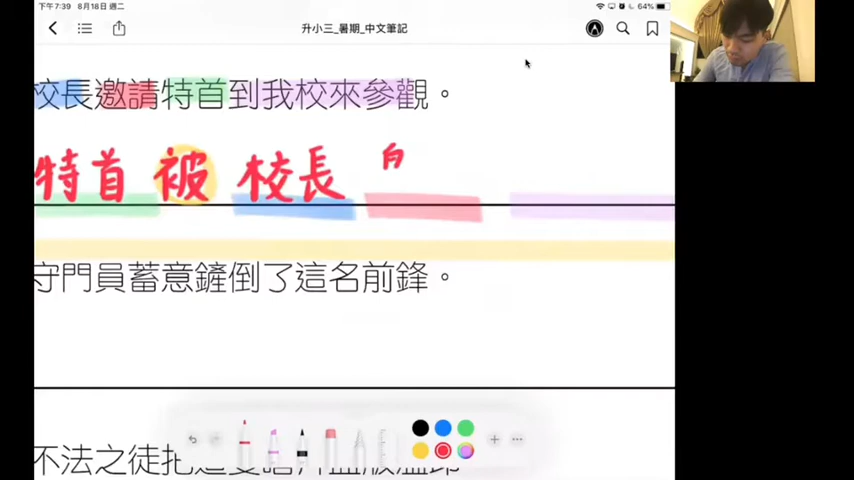 下午7:39 8月18日 週二
64%
升小三_暑期_中文筆記
校長邀請特首到我校來參觀。
特首被校長
守門員蓄意鏟倒了這名前鋒。
不法之徒把這